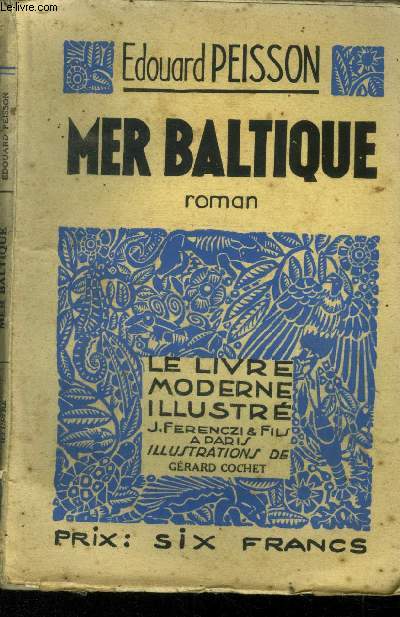 Le-livre.com
Edouard PEISSON
MER BALTIQUE
roman
LE LIVRE
MODERNE
ILLUSTRÉ
J. FERENCZI & FILS
A PARIS
ILLUSTRATIONS DE
GÉRARD COCHET
PRIX: SIX FRANCS
EDOUARD PEISSON
MER BALTIQUE